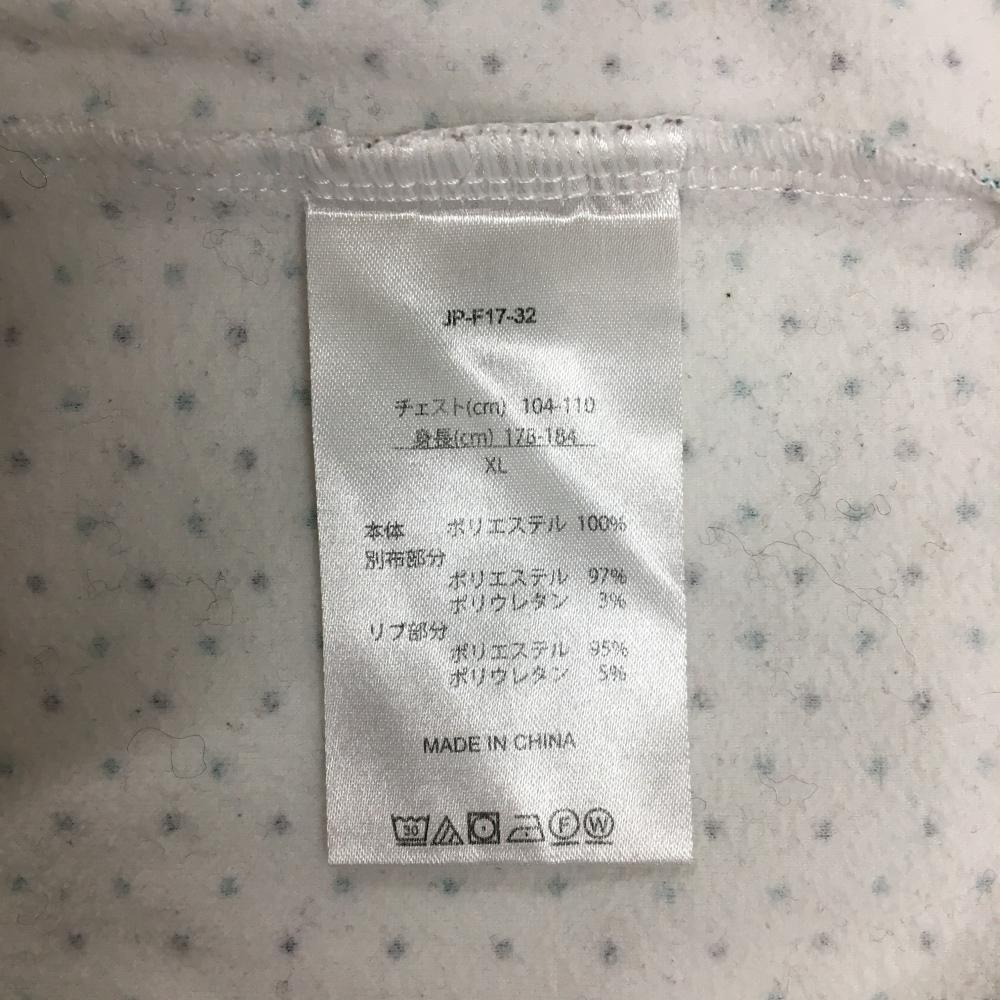 JP-F17-32
チェスト(cm) 104-110
身長(cm) 178-184
XL
本体 ポリエステル 100%
別布部分
ポリエステル 97%
ポリウレタン 3%
リブ部分
ポリエステル 95%
ポリウレタン 5%
MADE IN CHINA
30 F W